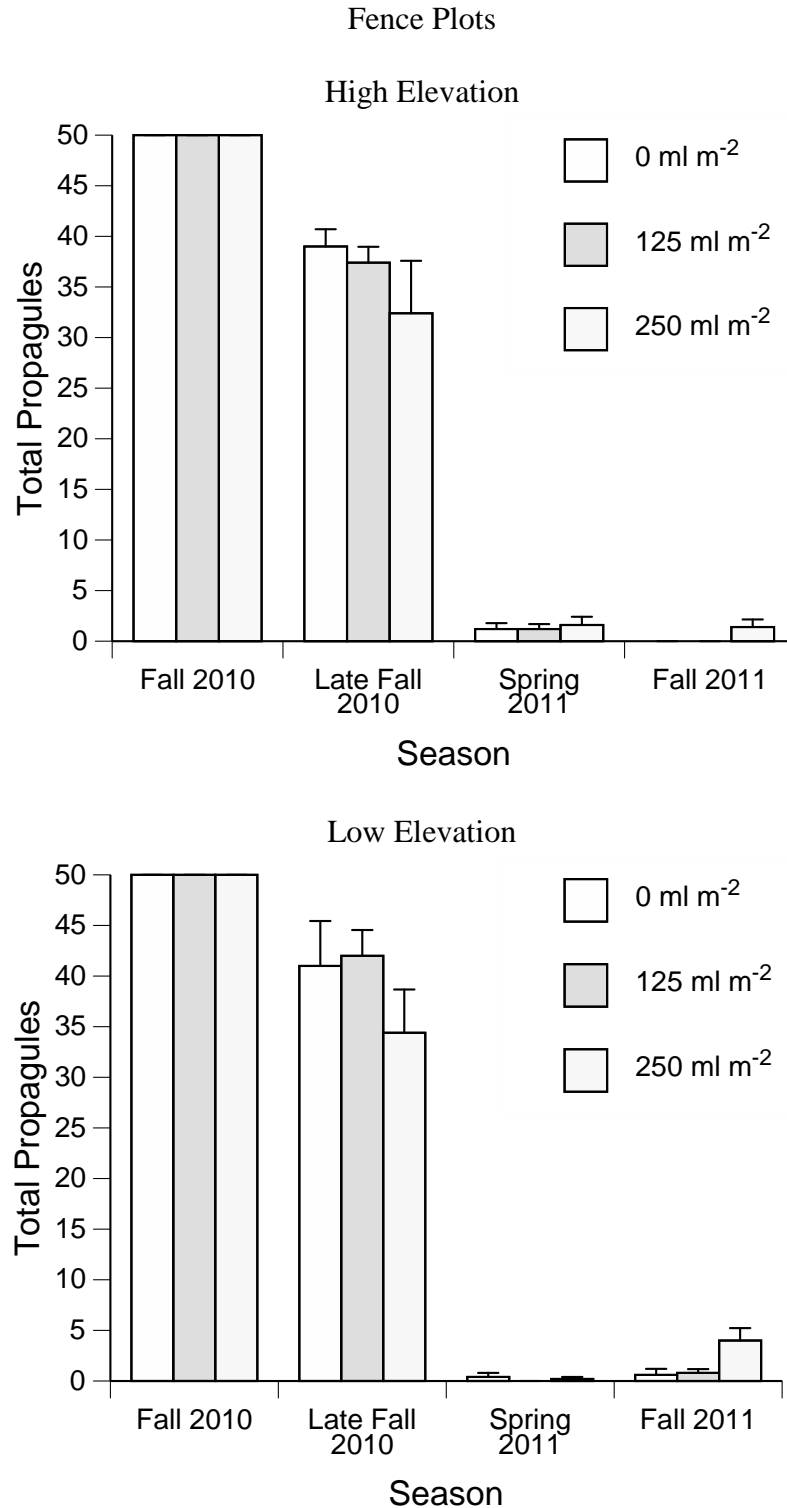 Fence Plots
High Elevation
50
45
40
35
30
25
20
15
10
5
0
Total Propagules
0 ml m-2
125 ml m-2
250 ml m-2
Fall 2010
Late Fall
2010
Spring
2011
Fall 2011
Season
Low Elevation
50
45
40
35
30
25
20
15
10
5
0
Total Propagules
0 ml m-2
125 ml m-2
250 ml m-2
Fall 2010
Late Fall
2010
Spring
2011
Fall 2011
Season